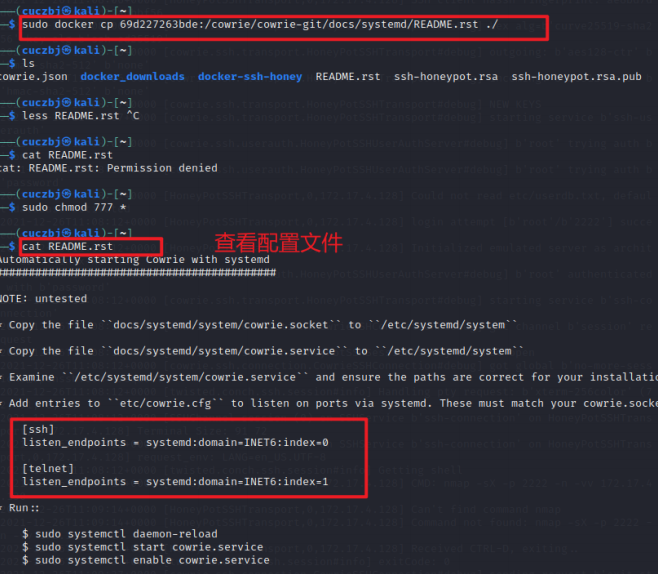 —(cuczbj㉿kali)-[~]
—$ sudo docker cp 69d227263bde:/cowrie/cowrie-git/docs/systemd/README.rst ./
—(cuczbj㉿kali)-[~]
—$ ls
cowrie.json docker_downloads docker-ssh-honey README.rst ssh-honeypot.rsa ssh-honeypot.rsa.pub
—(cuczbj㉿kali)-[~]
—$ less README.rst ^C
—(cuczbj㉿kali)-[~]
—$ cat README.rst
cat: README.rst: Permission denied
—(cuczbj㉿kali)-[~]
—$ sudo chmod 777 *
—(cuczbj㉿kali)-[~]
—$ cat README.rst
查看配置文件
Automatically starting Cowrie with systemd
###########################################
NOTE: untested
* Copy the file ``docs/systemd/system/cowrie.socket`` to ``/etc/systemd/system``
* Copy the file ``docs/systemd/system/cowrie.service`` to ``/etc/systemd/system``
* Examine ``/etc/systemd/system/cowrie.service`` and ensure the paths are correct for your installatio
* Add entries to ``etc/cowrie.cfg`` to listen on ports via systemd. These must match your cowrie.socke
[ssh]
listen_endpoints = systemd:domain=INET6:index=0
[telnet]
listen_endpoints = systemd:domain=INET6:index=1
* Run::
$ sudo systemctl daemon-reload
$ sudo systemctl start cowrie.service
$ sudo systemctl enable cowrie.service